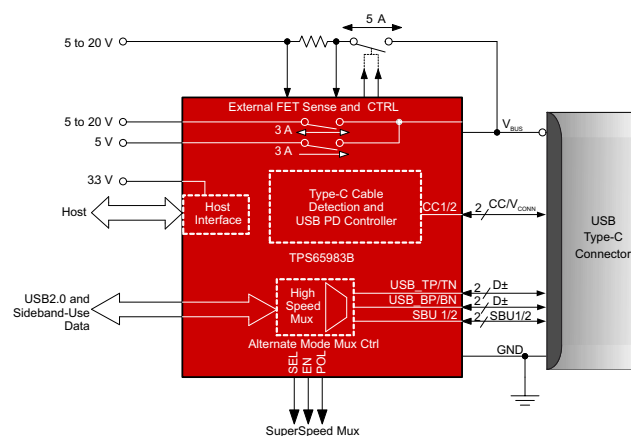 5 A
5 to 20 V
External FET Sense and CTRL
5 to 20 V
3 A
5 V
3 A
VBUS
33 V
Host
Host
Interface
Type-C Cable
Detection and
USB PD Controller
CC1/2
2
CC/VCONN
USB
Type-C
Connector
TPS65983B
USB2.0 and
Sideband-Use
Data
High
Speed
Mux
USB_TP/TN
2
D±
USB_BP/BN
2
D±
SBU 1/2
2
SBU1/2
Alternate Mode Mux Ctrl
GND
SEL
EN
POL
SuperSpeed Mux